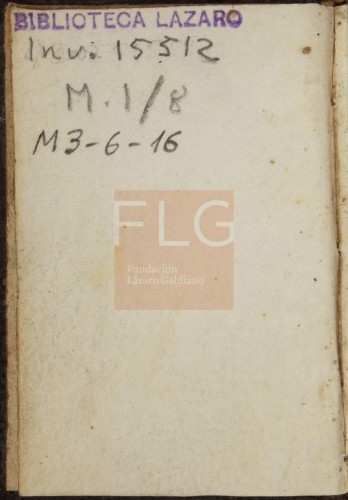 BIBLIOTECA LAZARO
Inv: 15512
M. 1/8
M3-6-16
FLG
Fundación
Lázaro Galdiano